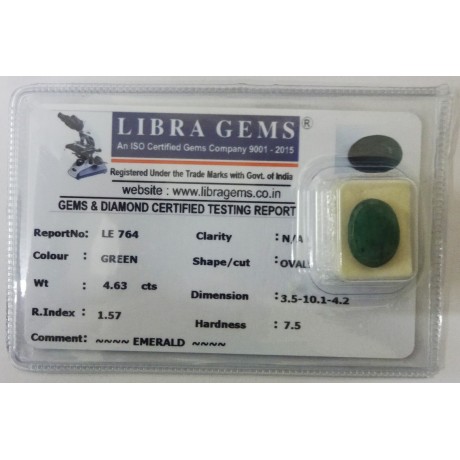 LIBRA GEMS ®
An ISO Certified Gems Company 9001 - 2015
Registered Under the Trade Marks with Govt. of India
website : www.libragems.co.in
GEMS & DIAMOND CERTIFIED TESTING REPORT
ReportNo: LE 764 Clarity : N/A
Colour : GREEN Shape/cut : OVAL
Wt : 4.63 cts Dimension : 3.5-10.1-4.2
R.Index : 1.57 Hardness : 7.5
Comment: ~~~~ EMERALD ~~~~